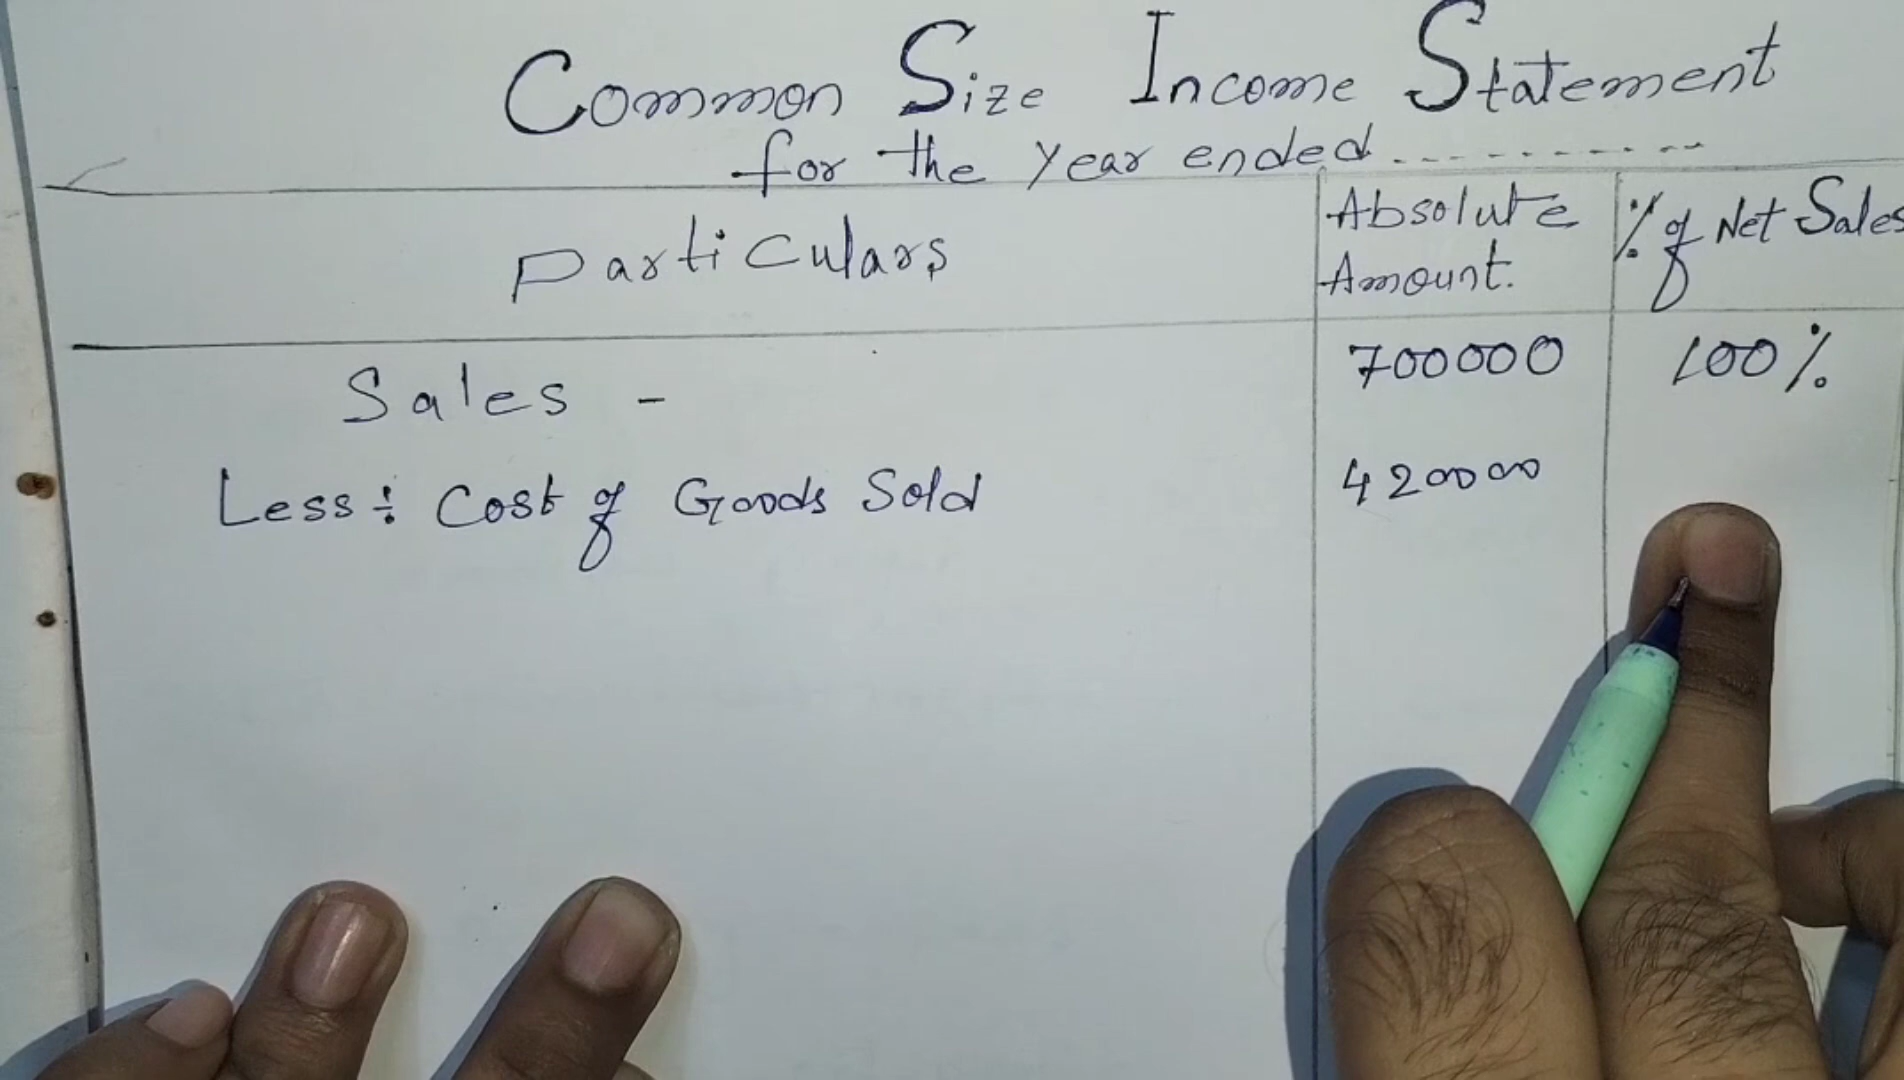 Common Size Income Statement
for the Year ended..........
Particulars
Absolute Amount.
% of Net Sales
Sales -
700000
100%
Less : Cost of Goods Sold
420000